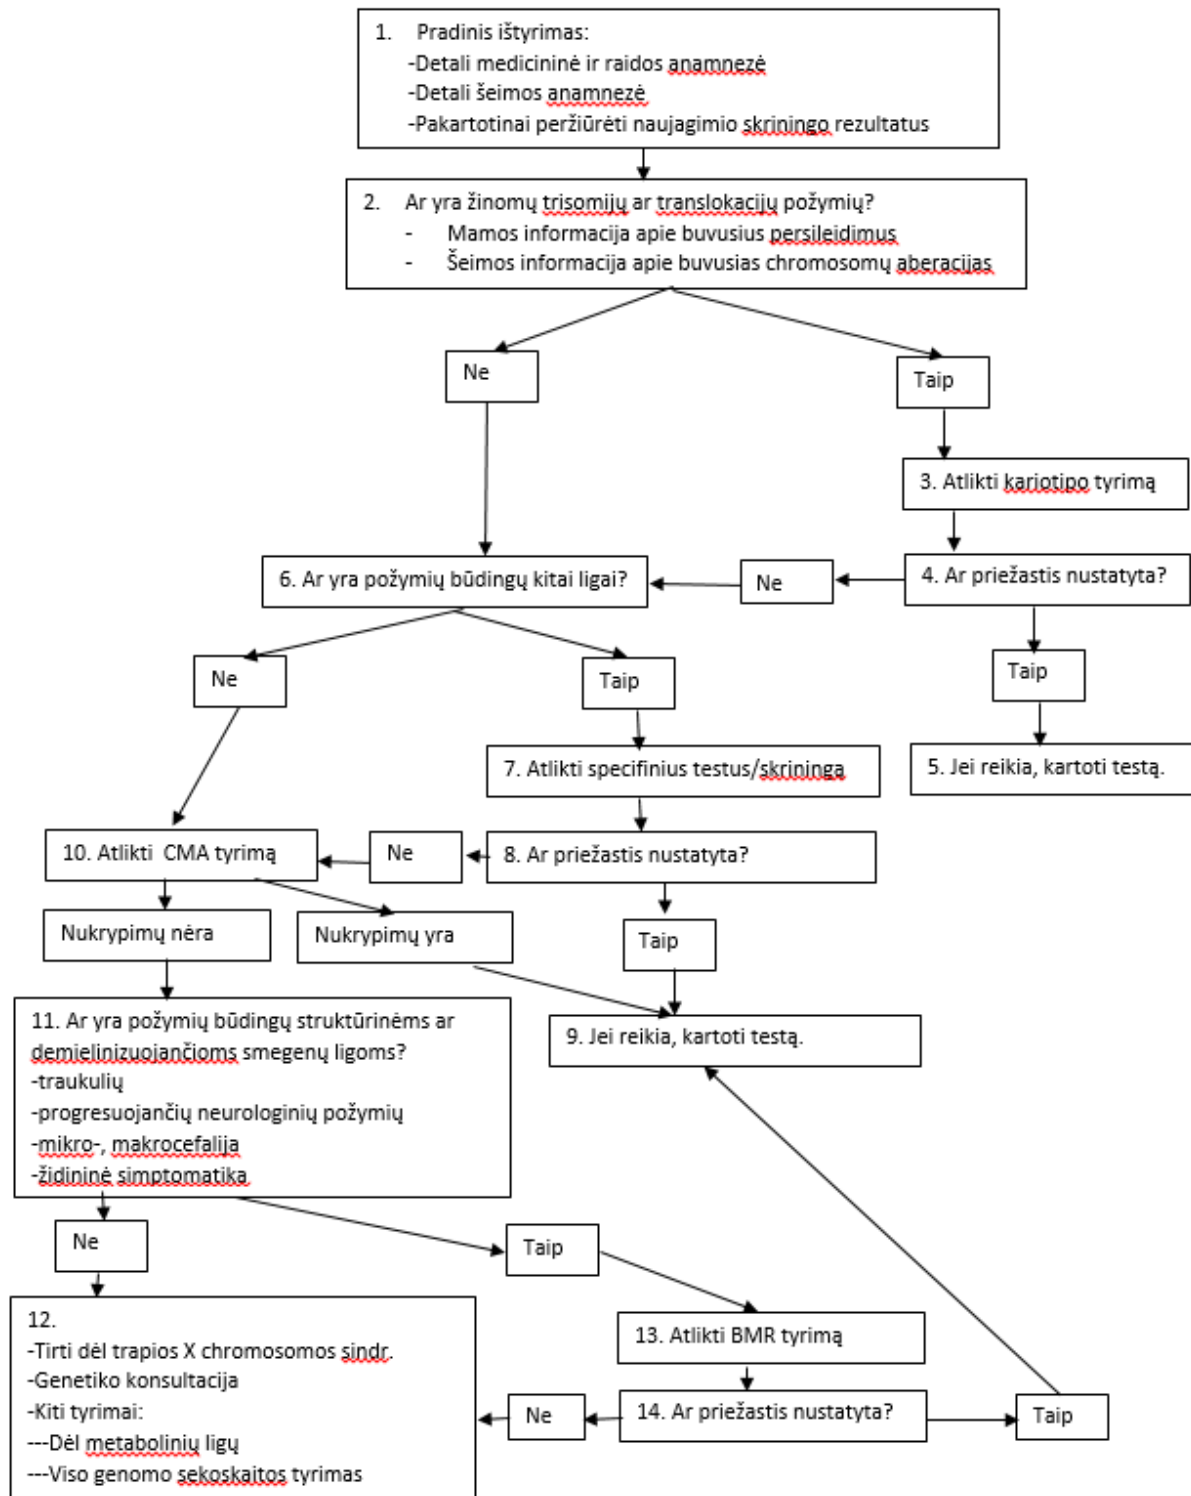 1. Pradinis ištyrimas:
-Detali medicininė ir raidos anamnezė
-Detali šeimos anamnezė
-Pakartotinai peržiūrėti naujagimio skriningo rezultatus
2. Ar yra žinomų trisomijų ar translokacijų požymių?
- Mamos informacija apie buvusius persileidimus
- Šeimos informacija apie buvusias chromosomų aberacijas
Ne
Taip
3. Atlikti kariotipo tyrimą
6. Ar yra požymių būdingų kitai ligai?
Ne
4. Ar priežastis nustatyta?
Ne
Taip
Taip
7. Atlikti specifinius testus/skriningą
5. Jei reikia, kartoti testą.
10. Atlikti CMA tyrimą
Ne
8. Ar priežastis nustatyta?
Nukrypimų nėra
Nukrypimų yra
Taip
11. Ar yra požymių būdingų struktūrinėms ar
demielinizuojančioms smegenų ligoms?
-traukulių
-progresuojančių neurologinių požymių
-mikro-, makrocefalija
-židininė simptomatika
9. Jei reikia, kartoti testą.
Ne
Taip
12.
-Tirti dėl trapios X chromosomos sindr.
-Genetiko konsultacija
-Kiti tyrimai:
---Dėl metabolinių ligų
---Viso genomo sekoskaitos tyrimas
13. Atlikti BMR tyrimą
Ne
14. Ar priežastis nustatyta?
Taip